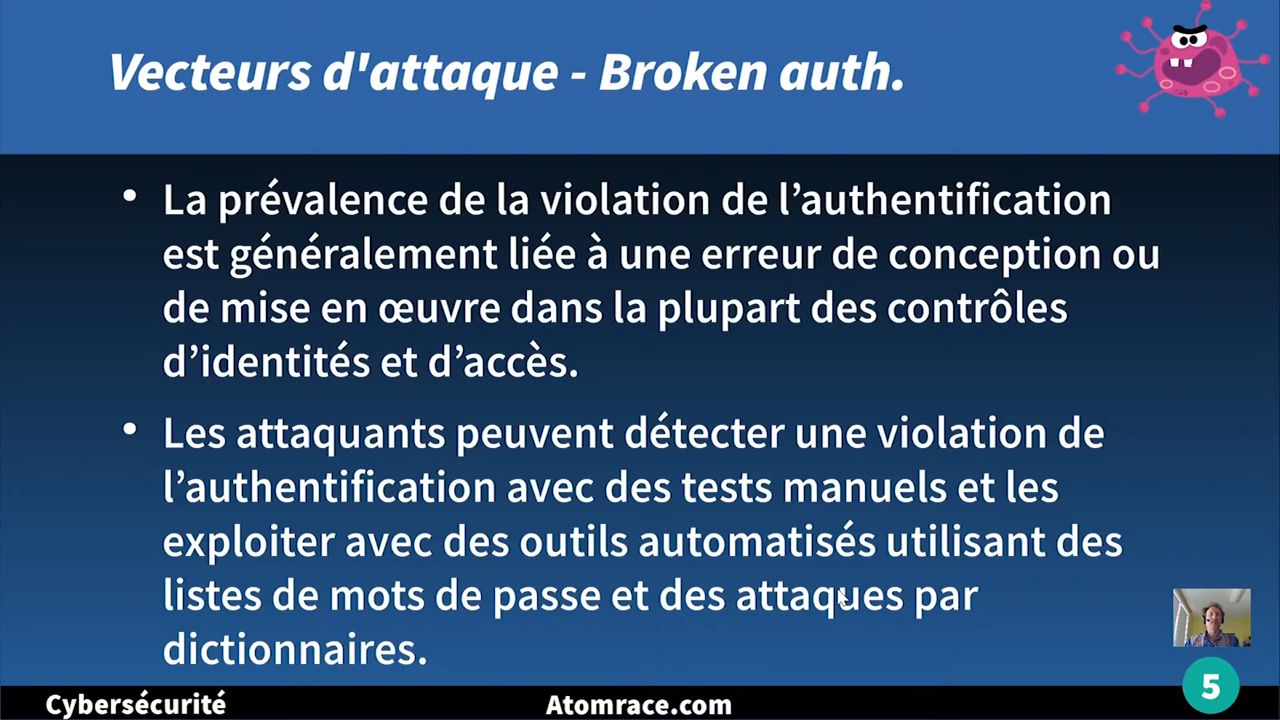 Vecteurs d'attaque - Broken auth.
• La prévalence de la violation de l’authentification
est généralement liée à une erreur de conception ou
de mise en œuvre dans la plupart des contrôles
d’identités et d’accès.
• Les attaquants peuvent détecter une violation de
l’authentification avec des tests manuels et les
exploiter avec des outils automatisés utilisant des
listes de mots de passe et des attaques par
dictionnaires.
Cybersécurité
Atomrace.com
5